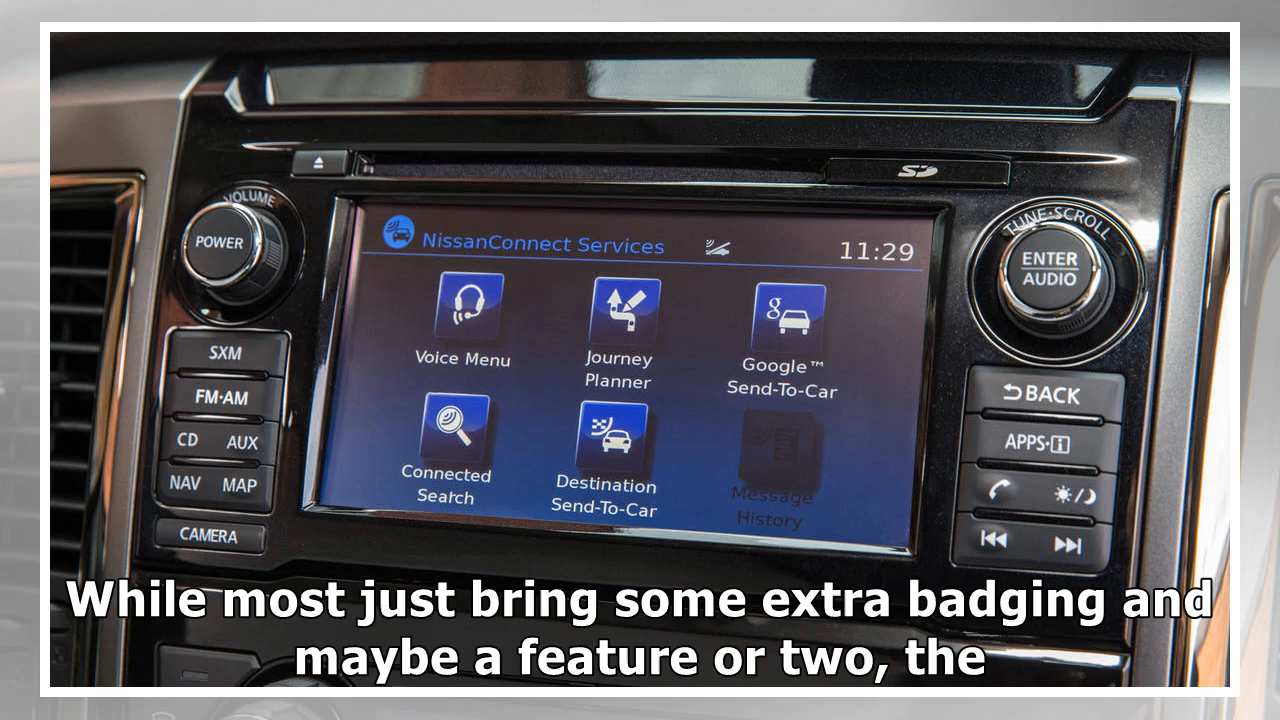 SD
VOLUME
POWER
TUNE·SCROLL
ENTER
AUDIO
NissanConnect Services
11:29
Voice Menu
Journey
Planner
g
Google™
Send-To-Car
Connected
Search
Destination
Send-To-Car
Message
History
SXM
FM·AM
CD AUX
NAV MAP
CAMERA
BACK
APPS·i
While most just bring some extra badging and
maybe a feature or two, the